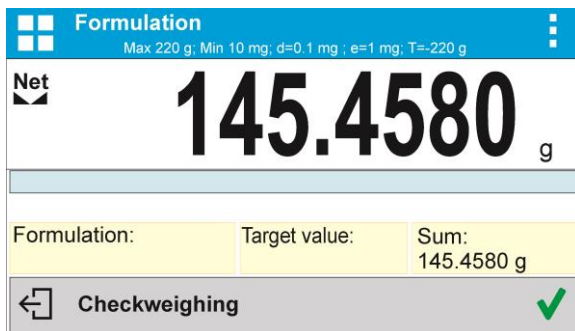 Formulation
Max 220 g; Min 10 mg; d=0.1 mg ; e=1 mg; T=-220 g
Net
145.4580 g
Formulation:
Target value:
Sum:
145.4580 g
Checkweighing